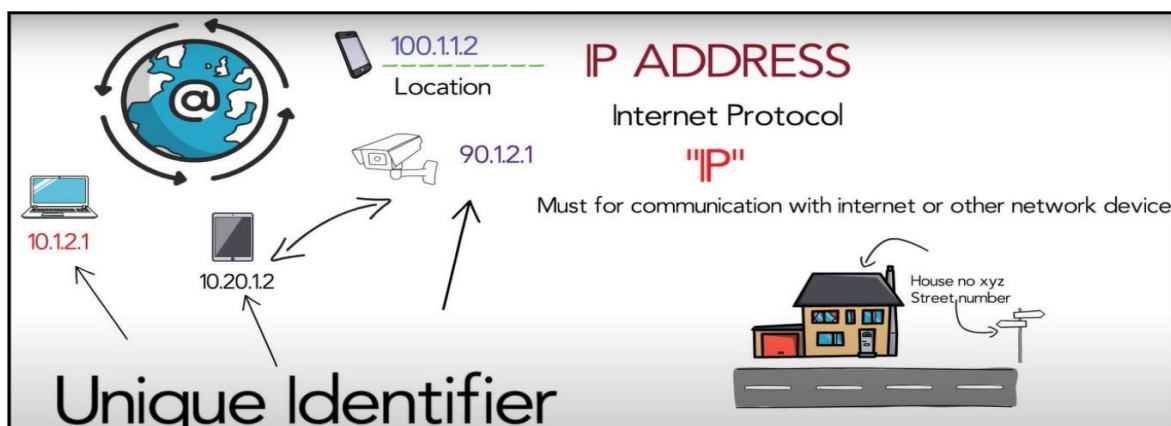 100.1.1.2
Location
IP ADDRESS
Internet Protocol
"IP"
90.1.2.1
Must for communication with internet or other network device
@
10.1.2.1
10.20.1.2
House no xyz
Street number
Unique Identifier